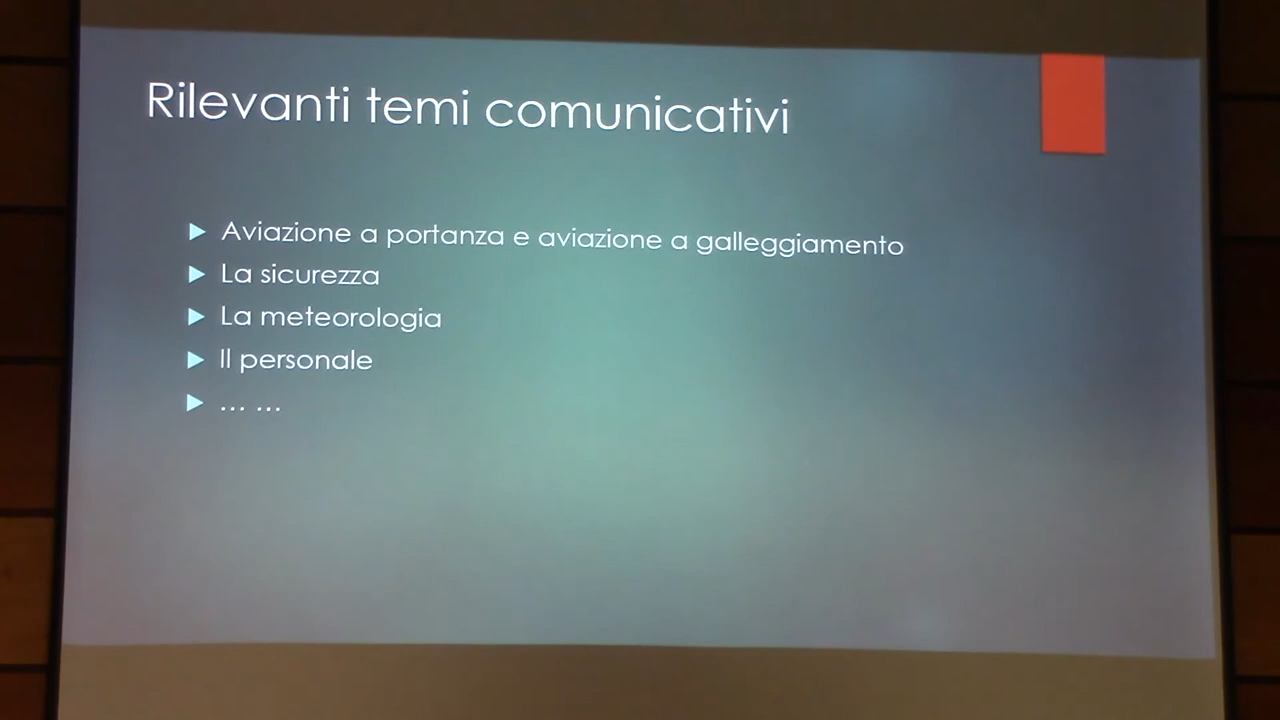 Rilevanti temi comunicativi
Aviazione a portanza e aviazione a galleggiamento
La sicurezza
La meteorologia
Il personale
... ...